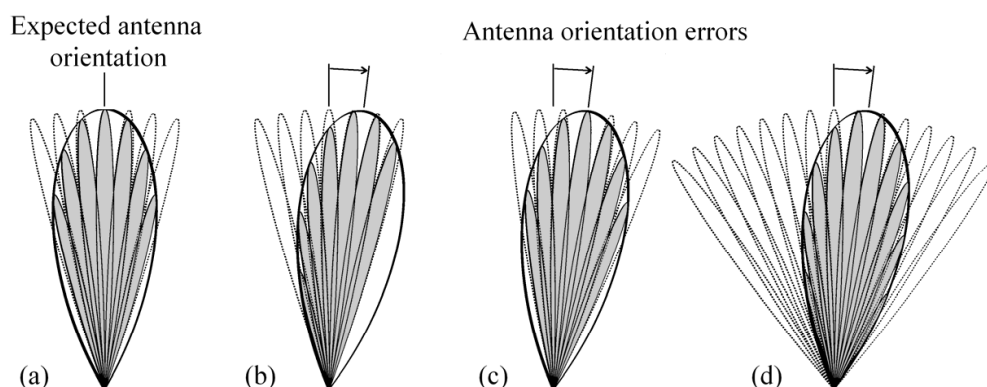 Expected antenna
orientation
Antenna orientation errors
(a)
(b)
(c)
(d)